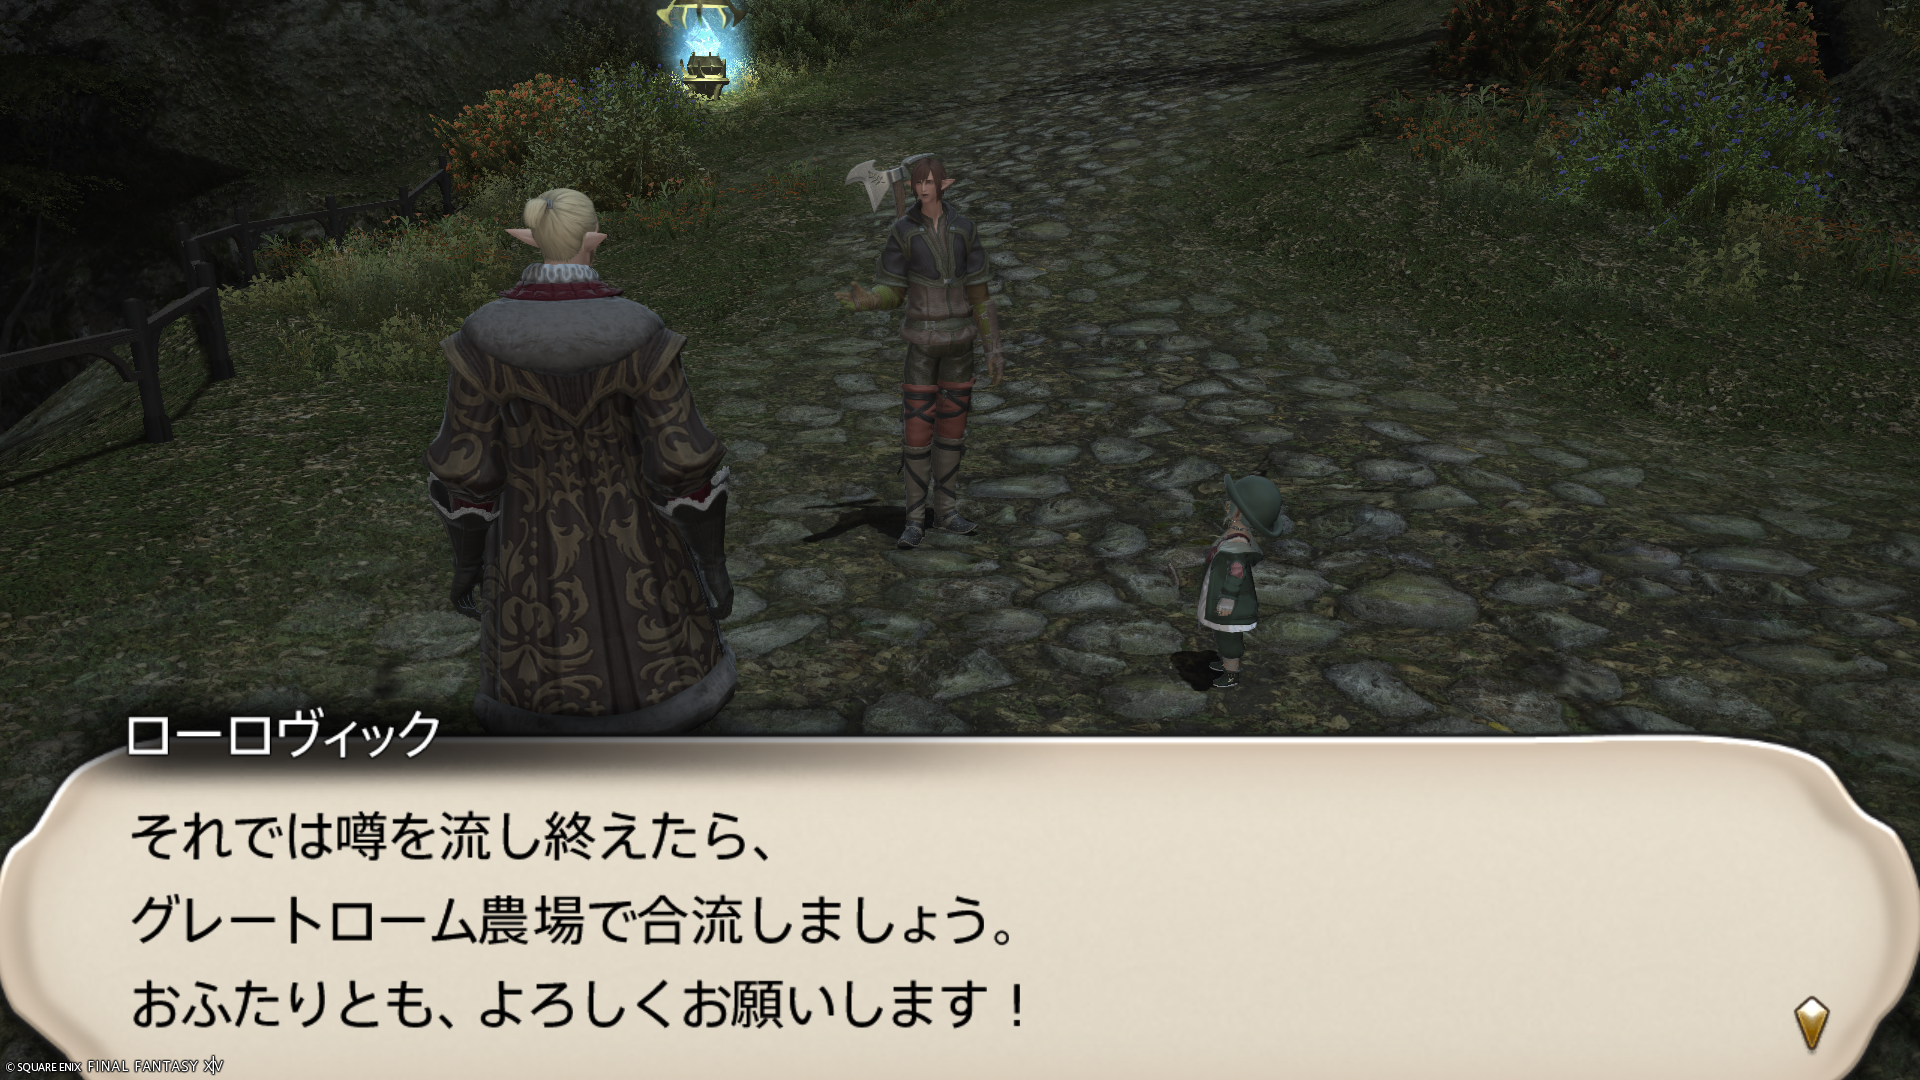 ローロヴィック
それでは噂を流し終えたら、
グレートローム農場で合流しましょう。
おふたりとも、よろしくお願いします！
© SQUARE ENIX FINAL FANTASY XIV